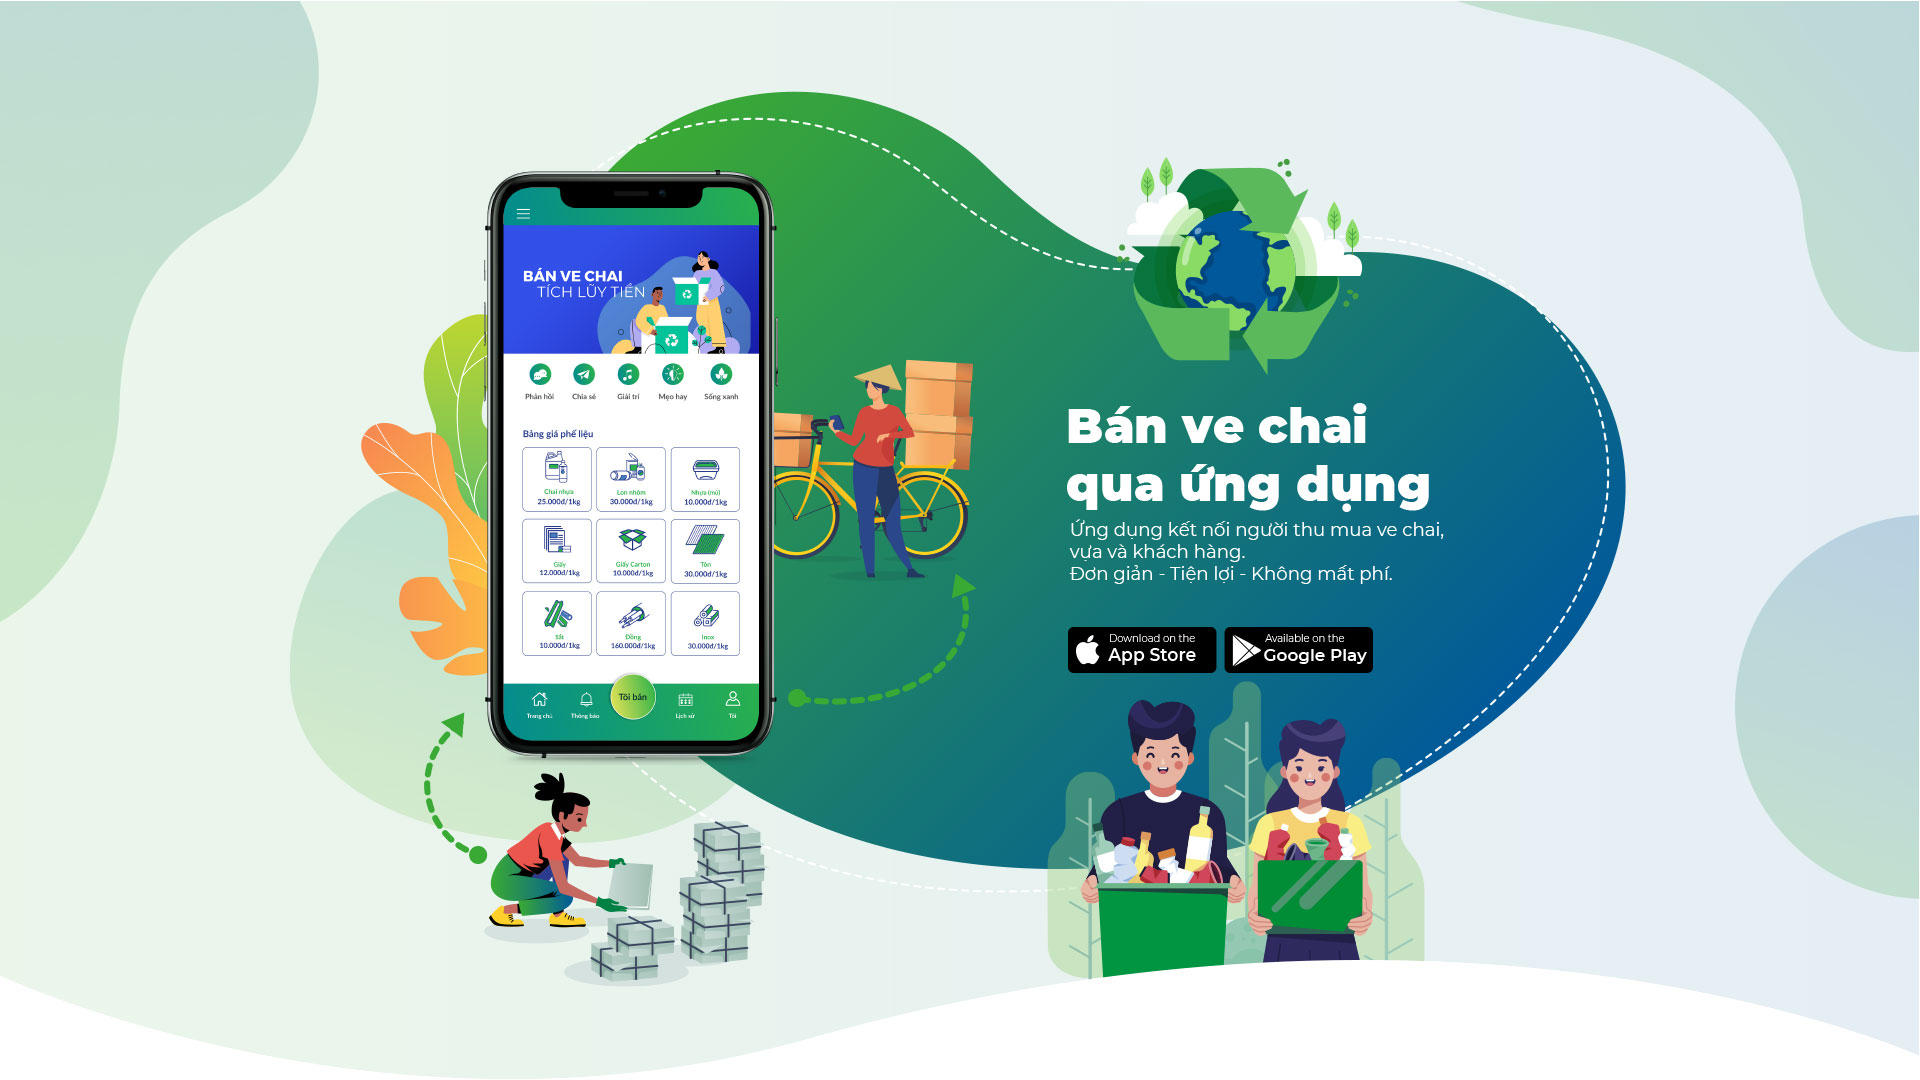 BÁN VE CHAI
TÍCH LŨY TIỀN
Phản hồi
Chia sẻ
Giải trí
Mẹo hay
Sống xanh
Bảng giá phế liệu
Chai nhựa
25.000đ/1kg
Lon nhôm
30.000đ/1kg
Nhựa (mủ)
10.000đ/1kg
Giấy
12.000đ/1kg
Giấy Carton
10.000đ/1kg
Tôn
30.000đ/1kg
Sắt
10.000đ/1kg
Đồng
160.000đ/1kg
Inox
30.000đ/1kg
Trang chủ
Thông báo
Tôi bán
Lịch sử
Tôi
Bán ve chai
qua ứng dụng
Ứng dụng kết nối người thu mua ve chai,
vựa và khách hàng.
Đơn giản - Tiện lợi - Không mất phí.
Download on the
App Store
Available on the
Google Play